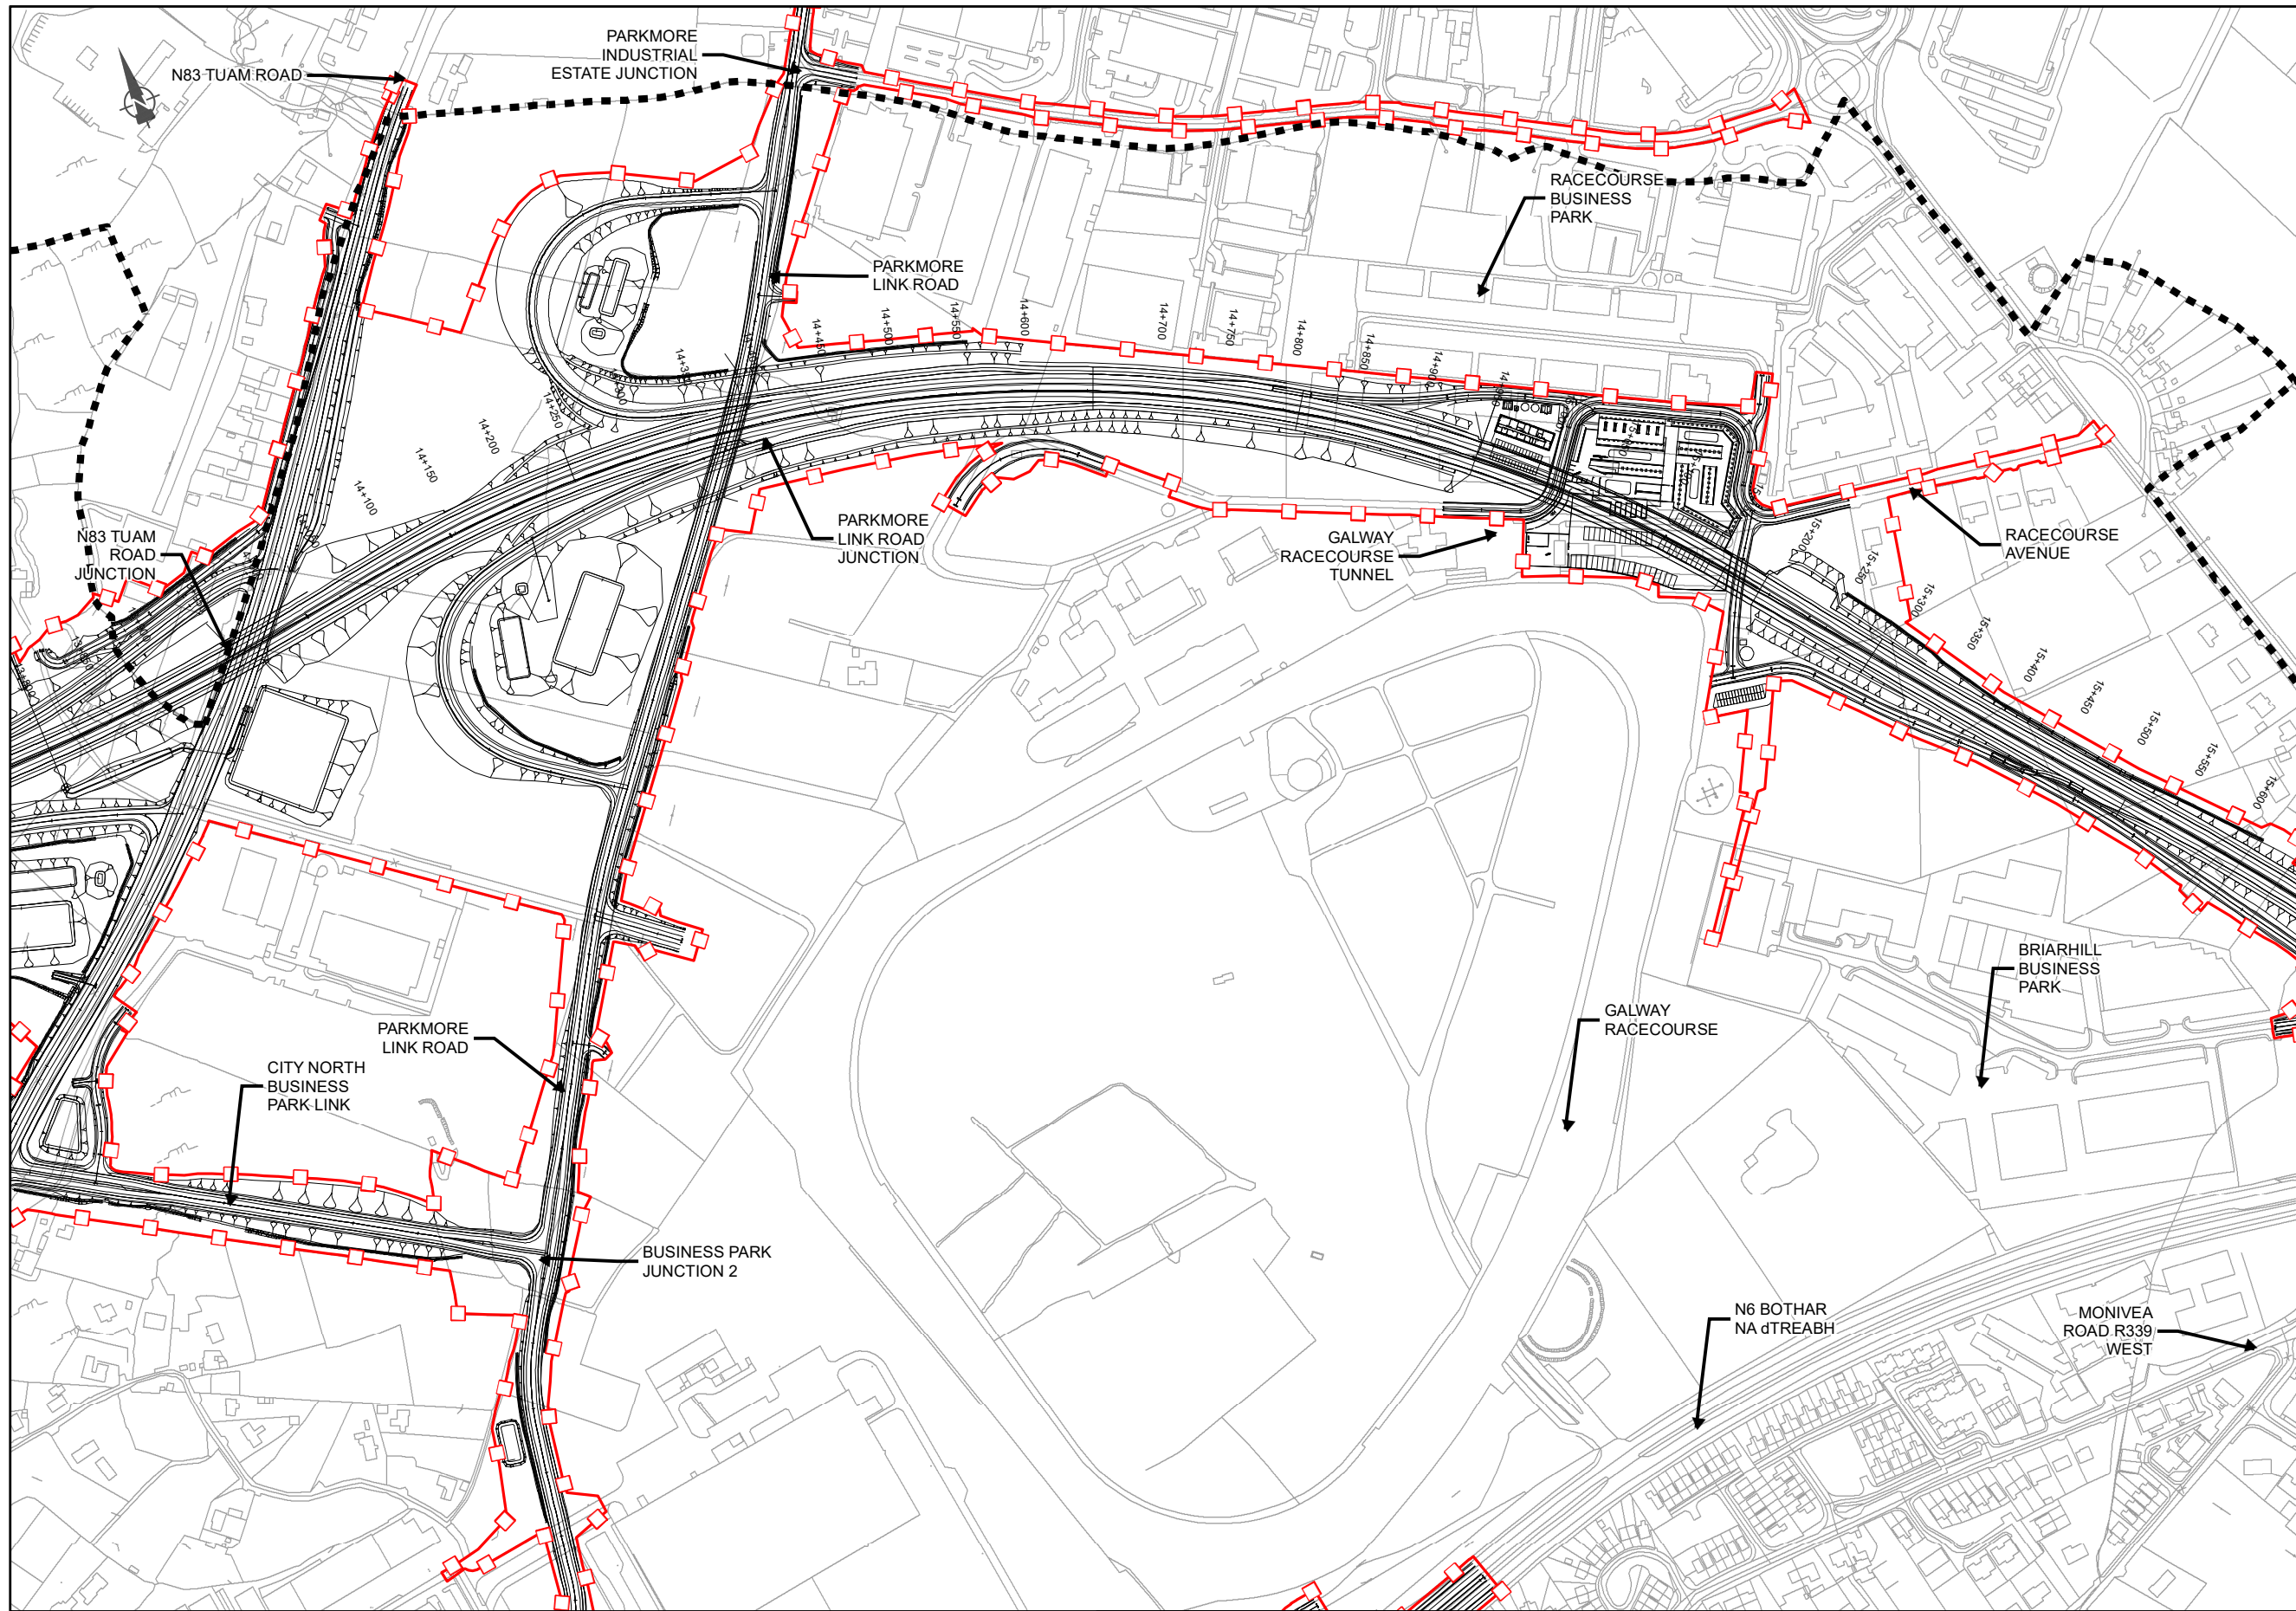 PARKMORE
INDUSTRIAL
ESTATE JUNCTION
N83 TUAM ROAD
RACECOURSE
BUSINESS
PARK
PARKMORE
LINK ROAD
14+450
14+500
14+550
14+600
14+700
14+750
14+800
14+850
14+250
14+200
14+150
14+100
N83 TUAM
ROAD
JUNCTION
PARKMORE
LINK ROAD
JUNCTION
GALWAY
RACECOURSE
TUNNEL
RACECOURSE
AVENUE
15+200
15+250
15+300
15+350
15+400
15+450
15+500
15+550
15+600
BRIARHILL
BUSINESS
PARK
GALWAY
RACECOURSE
PARKMORE
LINK ROAD
CITY NORTH
BUSINESS
PARK LINK
BUSINESS PARK
JUNCTION 2
N6 BOTHAR
NA dTREABH
MONIVEA
ROAD R339
WEST